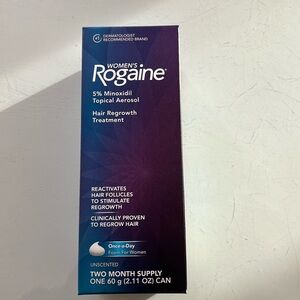 #1 DERMATOLOGIST
RECOMMENDED BRAND
WOMEN'S
Rogaine®
5% Minoxidil
Topical Aerosol
Hair Regrowth
Treatment
REACTIVATES
HAIR FOLLICLES
TO STIMULATE
REGROWTH
CLINICALLY PROVEN
TO REGROW HAIR
Once-a-Day
Foam For Women
UNSCENTED
TWO MONTH SUPPLY
ONE 60 g (2.11 OZ) CAN